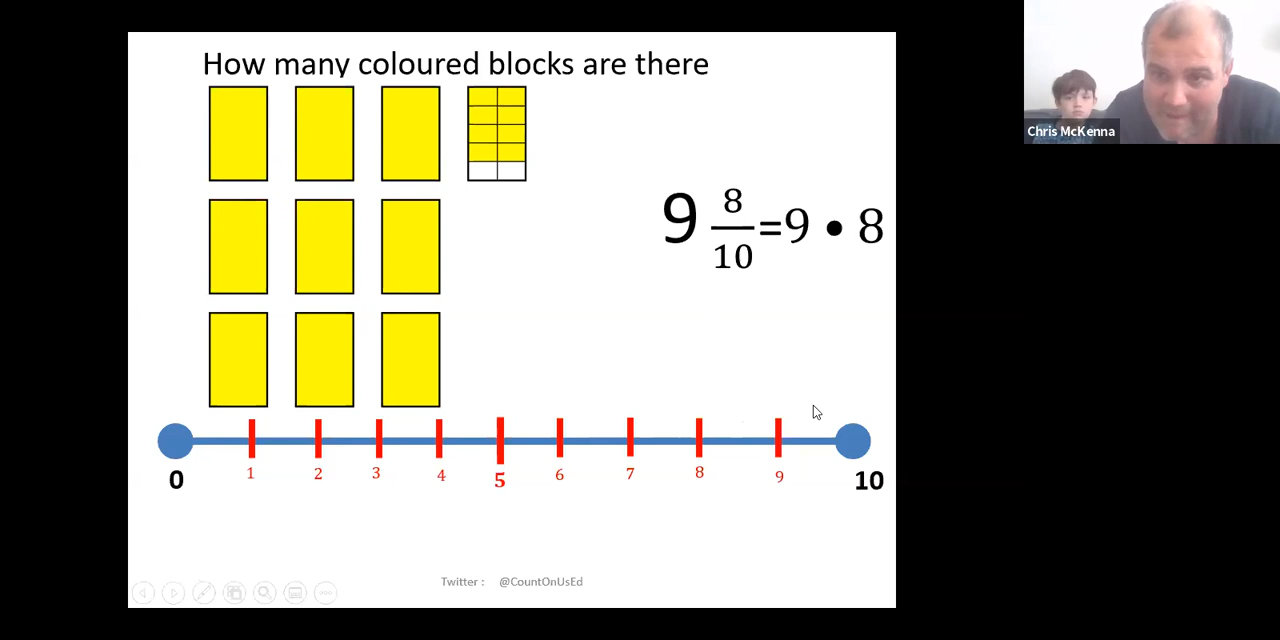 How many coloured blocks are there
Chris McKenna
9 8/10 =9 • 8
0 1 2 3 4 5 6 7 8 9 10
Twitter : @CountOnUsEd